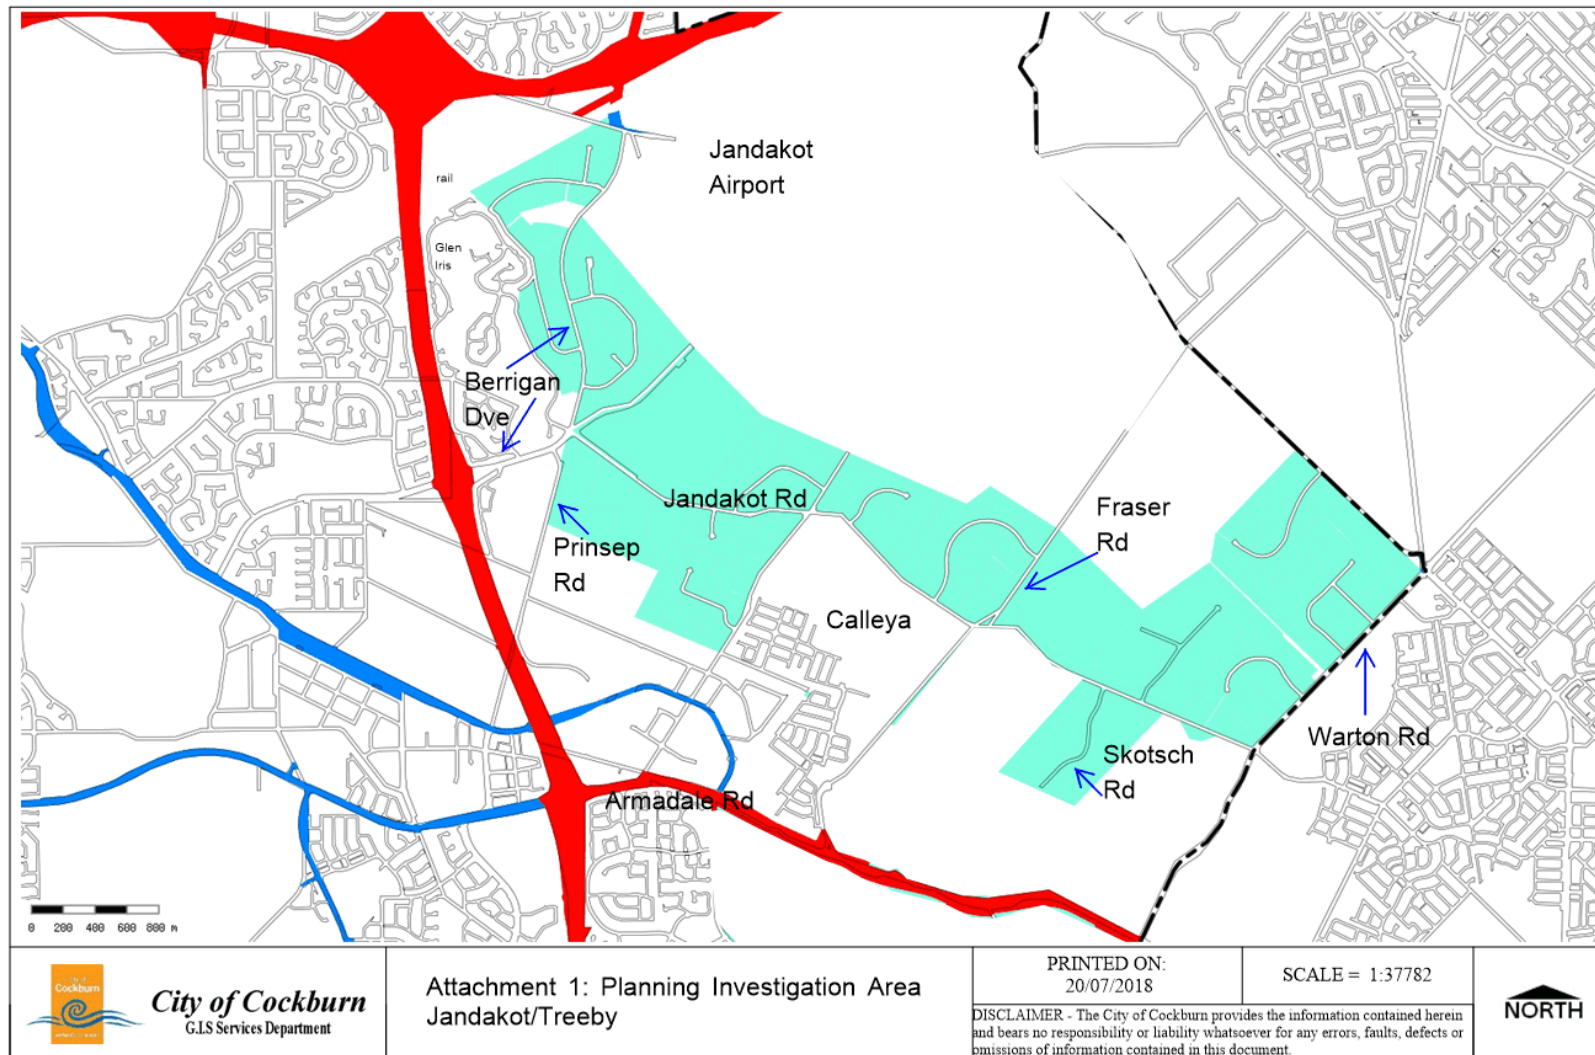 Jandakot
Airport
rail
Glen
Iris
Berrigan
Dve
Jandakot Rd
Fraser
Rd
Prinsep
Rd
Calleya
Warton Rd
Skotsch
Rd
Armadale Rd
0 200 400 600 800 m
City of
Cockburn
City of Cockburn
G.I.S Services Department
Attachment 1: Planning Investigation Area
Jandakot/Treeby
PRINTED ON:
20/07/2018
SCALE = 1:37782
DISCLAIMER - The City of Cockburn provides the information contained herein
and bears no responsibility or liability whatsoever for any errors, faults, defects or
omissions of information contained in this document.
NORTH